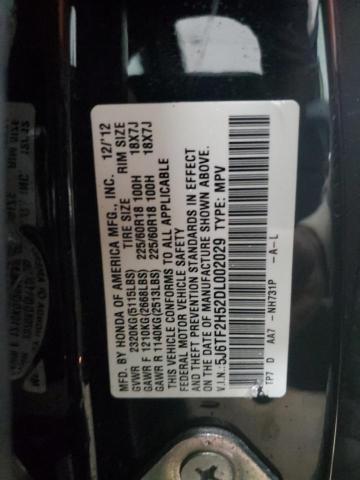 MFD. BY HONDA OF AMERICA MFG., INC. 12/'12
TIRE SIZE RIM SIZE
GVWR 2320KG(5115LBS)
GAWR F 1210KG(2668LBS) 225/60R18 100H 18X7J
GAWR R 1140KG(2513LBS) 225/60R18 100H 18X7J
THIS VEHICLE CONFORMS TO ALL APPLICABLE
FEDERAL MOTOR VEHICLE SAFETY
AND THEFT PREVENTION STANDARDS IN EFFECT
ON THE DATE OF MANUFACTURE SHOWN ABOVE.
V.I.N.: 5J6TF2H52DL002029 TYPE: MPV
TP7 D AA7 -NH731P -A-L